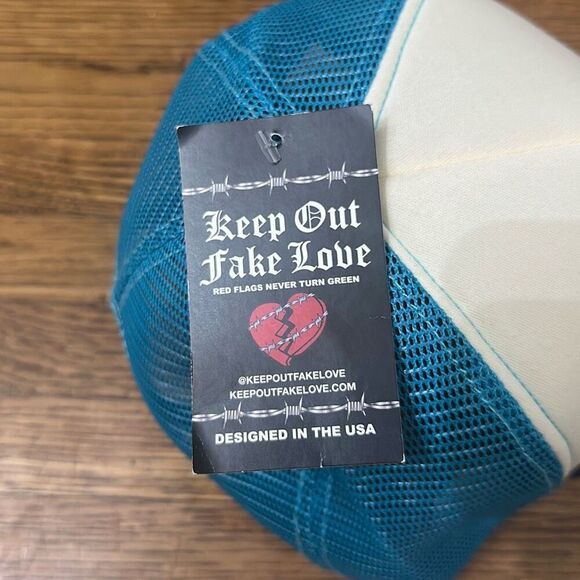 Keep Out
Fake Love
RED FLAGS NEVER TURN GREEN
@KEEPOUTFAKELOVE
KEEPOUTFAKELOVE.COM
DESIGNED IN THE USA